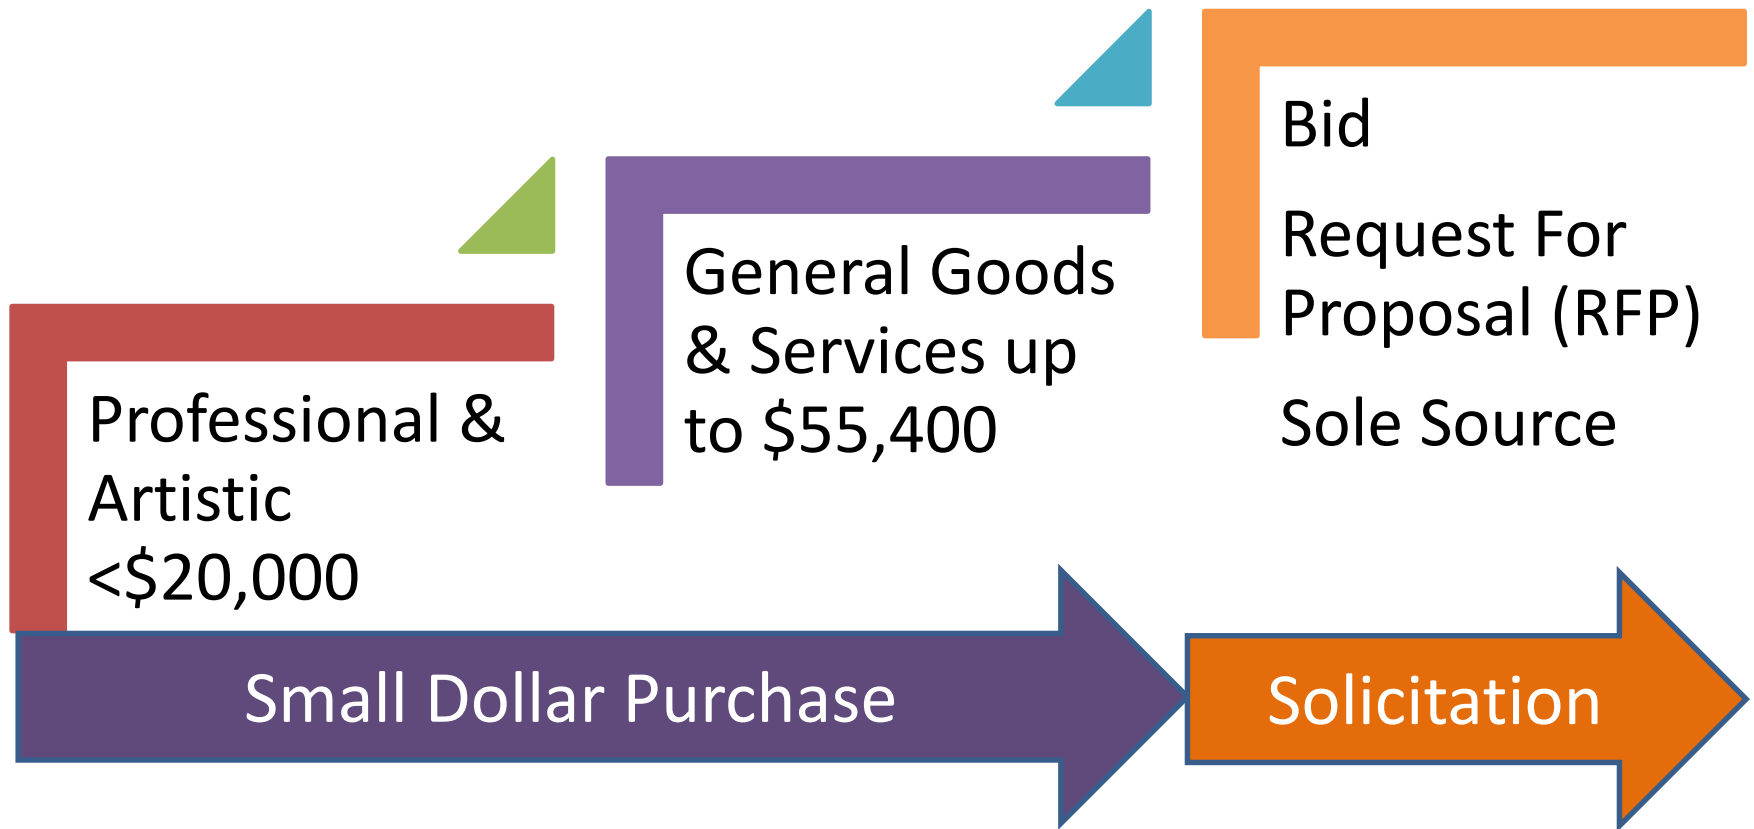 Professional &
Artistic
<$20,000
General Goods
& Services up
to $55,400
Bid
Request For
Proposal (RFP)
Sole Source
Small Dollar Purchase
Solicitation